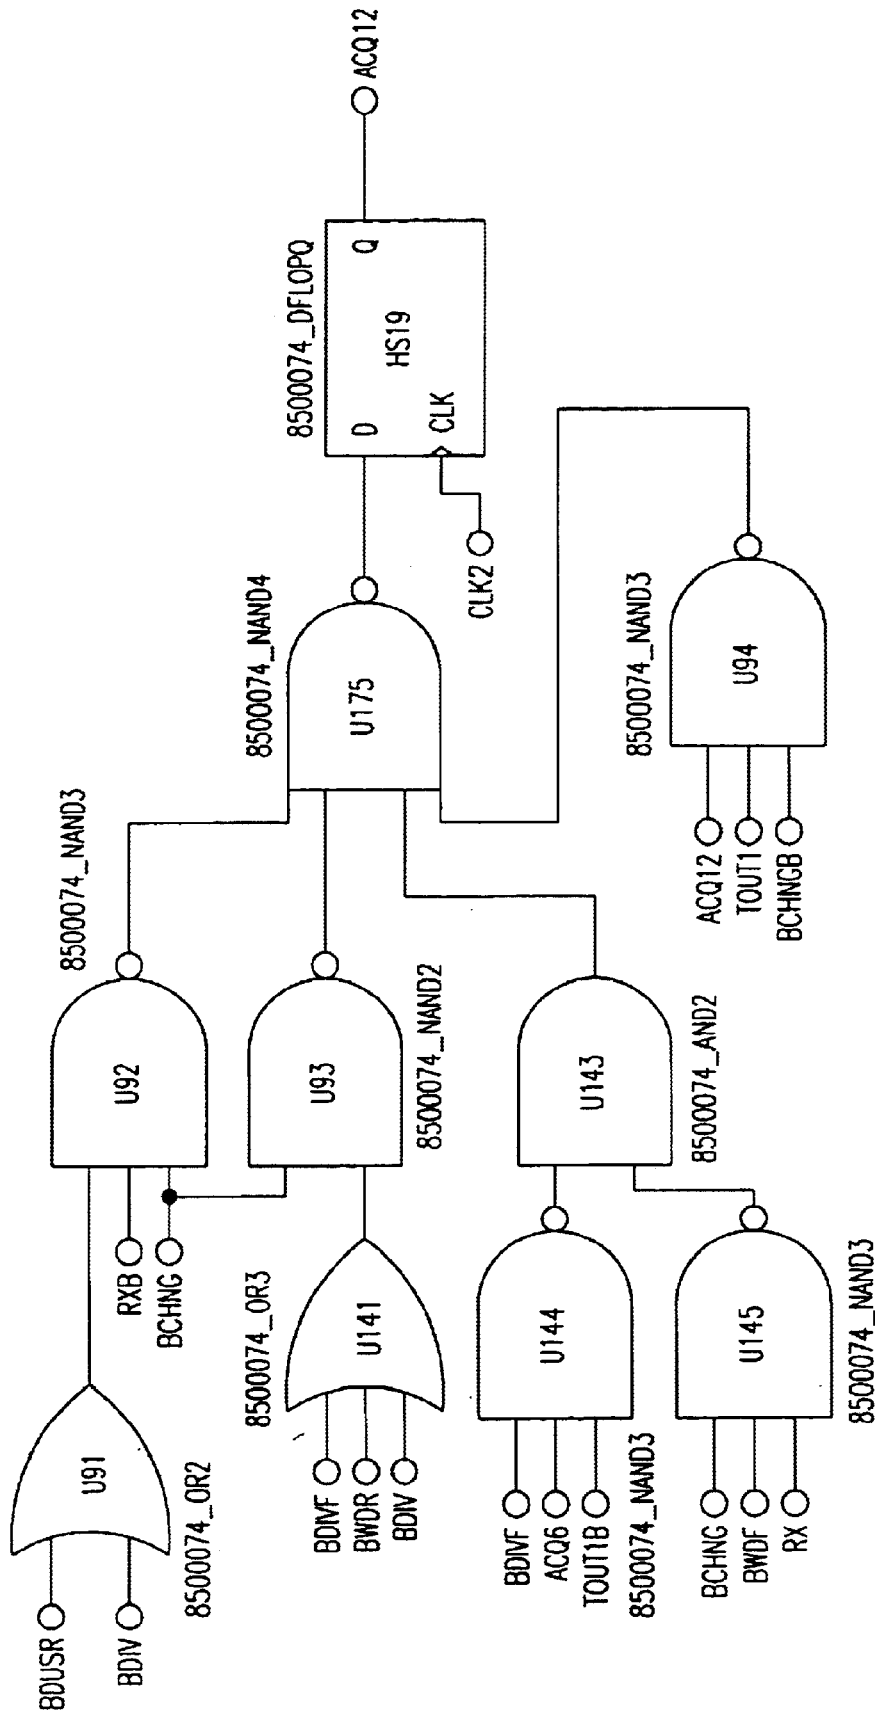 BDUSR
BDIV
U91
8500074_OR2
RXB
BCHNG
U92
8500074_NAND3
BDIVF
BWDR
BDIV
U141
8500074_OR3
U93
8500074_NAND2
BDIVF
ACQ6
TOUT1B
U144
8500074_NAND3
BCHNG
BWDF
RX
U145
8500074_NAND3
U143
8500074_AND2
U175
8500074_NAND4
ACQ12
TOUT1
BCHNGB
U94
8500074_NAND3
CLK2
D
Q
HS19
CLK
8500074_DFLOPQ
ACQ12